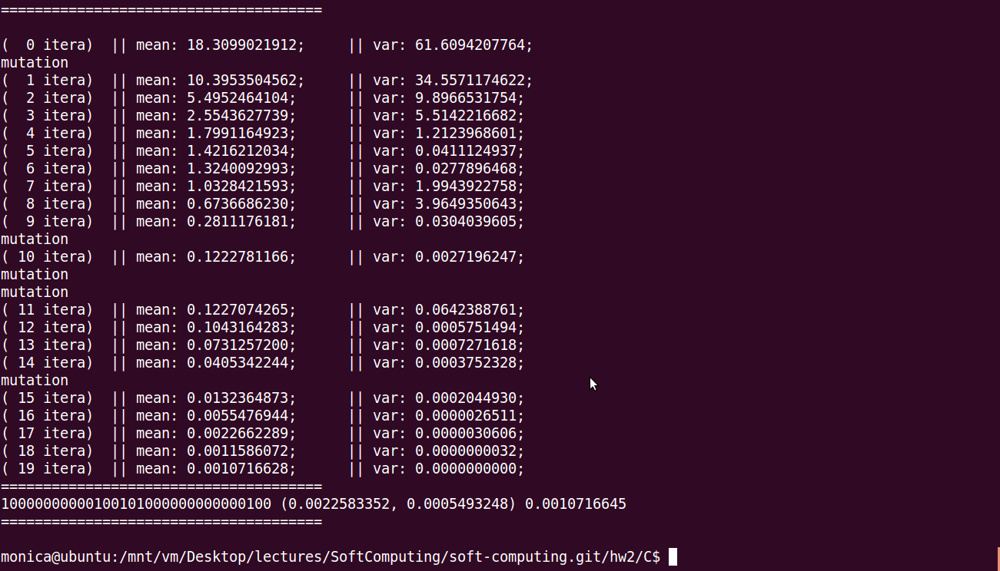 ======================================
(  0 itera)  || mean: 18.3099021912;     || var: 61.6094207764;
mutation
(  1 itera)  || mean: 10.3953504562;     || var: 34.5571174622;
(  2 itera)  || mean: 5.4952464104;      || var: 9.8966531754;
(  3 itera)  || mean: 2.5543627739;      || var: 5.5142216682;
(  4 itera)  || mean: 1.7991164923;      || var: 1.2123968601;
(  5 itera)  || mean: 1.4216212034;      || var: 0.0411124937;
(  6 itera)  || mean: 1.3240092993;      || var: 0.0277896468;
(  7 itera)  || mean: 1.0328421593;      || var: 1.9943922758;
(  8 itera)  || mean: 0.6736686230;      || var: 3.9649350643;
(  9 itera)  || mean: 0.2811176181;      || var: 0.0304039605;
mutation
( 10 itera)  || mean: 0.1222781166;      || var: 0.0027196247;
mutation
mutation
( 11 itera)  || mean: 0.1227074265;      || var: 0.0642388761;
( 12 itera)  || mean: 0.1043164283;      || var: 0.0005751494;
( 13 itera)  || mean: 0.0731257200;      || var: 0.0007271618;
( 14 itera)  || mean: 0.0405342244;      || var: 0.0003752328;
mutation
( 15 itera)  || mean: 0.0132364873;      || var: 0.0002044930;
( 16 itera)  || mean: 0.0055476944;      || var: 0.0000026511;
( 17 itera)  || mean: 0.0022662289;      || var: 0.0000030606;
( 18 itera)  || mean: 0.0011586072;      || var: 0.0000000032;
( 19 itera)  || mean: 0.0010716628;      || var: 0.0000000000;
======================================
10000000000100101000000000000100 (0.0022583352, 0.0005493248) 0.0010716645
======================================
monica@ubuntu:/mnt/vm/Desktop/lectures/SoftComputing/soft-computing.git/hw2/C$